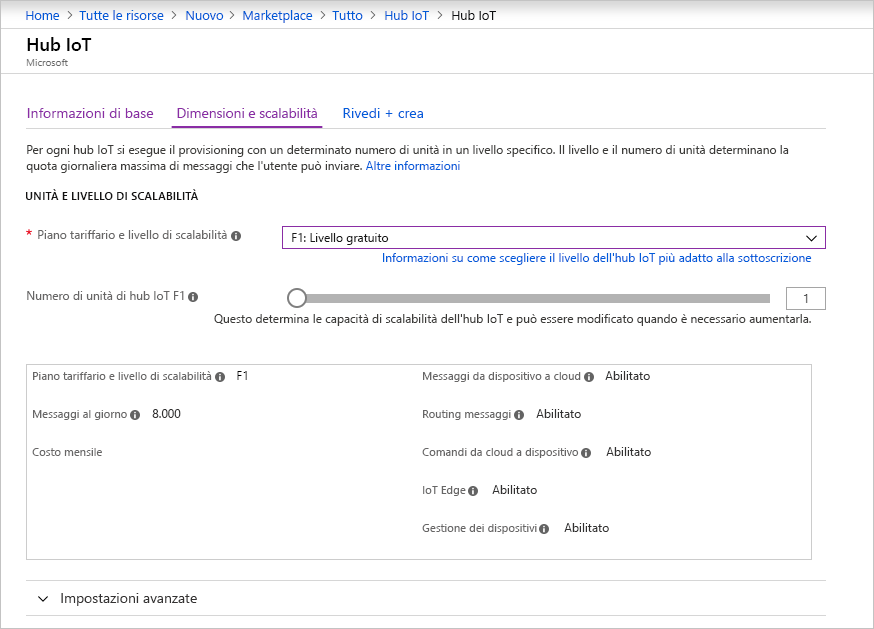 Home > Tutte le risorse > Nuovo > Marketplace > Tutto > Hub IoT > Hub IoT
Hub IoT
Microsoft
Informazioni di base Dimensioni e scalabilità Rivedi + crea
Per ogni hub IoT si esegue il provisioning con un determinato numero di unità in un livello specifico. Il livello e il numero di unità determinano la
quota giornaliera massima di messaggi che l'utente può inviare. Altre informazioni
UNITÀ E LIVELLO DI SCALABILITÀ
* Piano tariffario e livello di scalabilità F1: Livello gratuito
Informazioni su come scegliere il livello dell'hub IoT più adatto alla sottoscrizione
Numero di unità di hub IoT F1 1
Questo determina le capacità di scalabilità dell'hub IoT e può essere modificato quando è necessario aumentarla.
Piano tariffario e livello di scalabilità F1
Messaggi al giorno 8.000
Costo mensile
Messaggi da dispositivo a cloud Abilitato
Routing messaggi Abilitato
Comandi da cloud a dispositivo Abilitato
IoT Edge Abilitato
Gestione dei dispositivi Abilitato
Impostazioni avanzate